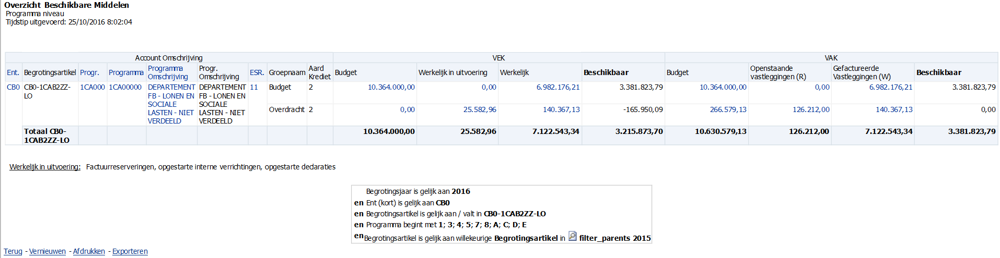 Overzicht Beschikbare Middelen
Programma niveau
Tijdstip uitgevoerd: 25/10/2016 8:02:04
Account Omschrijving VEK VAK
Ent. Begrotingsartikel Progr. Programma Programma Omschrijving Progr. Omschrijving ESR. Groepnaam Aard Krediet Budget Werkelijk in uitvoering Werkelijk Beschikbaar Budget Openstaande vastleggingen (R) Gefactureerde Vastleggingen (W) Beschikbaar
CB0 CB0-1CAB2ZZ-LO 1CA000 1CA00000 DEPARTEMENT FB - LONEN EN SOCIALE LASTEN - NIET VERDEELD DEPARTEMENT FB - LONEN EN SOCIALE LASTEN - NIET VERDEELD 11 Budget 2 10.364.000,00 0,00 6.982.176,21 3.381.823,79 10.364.000,00 0,00 6.982.176,21 3.381.823,79
Overdracht 2 0,00 25.582,96 140.367,13 -165.950,09 266.579,13 126.212,00 140.367,13 0,00
Totaal CB0-1CAB2ZZ-LO 10.364.000,00 25.582,96 7.122.543,34 3.215.873,70 10.630.579,13 126.212,00 7.122.543,34 3.381.823,79
Werkelijk in uitvoering: Factuurreserveringen, opgestarte interne verrichtingen, opgestarte declaraties
Begrotingsjaar is gelijk aan 2016
en Ent (kort) is gelijk aan CB0
en Begrotingsartikel is gelijk aan / valt in CB0-1CAB2ZZ-LO
en Programma begint met 1; 3; 4; 5; 7; 8; A; C; D; E
en Begrotingsartikel is gelijk aan willekeurige Begrotingsartikel in filter_parents 2015
Terug - Vernieuwen - Afdrukken - Exporteren